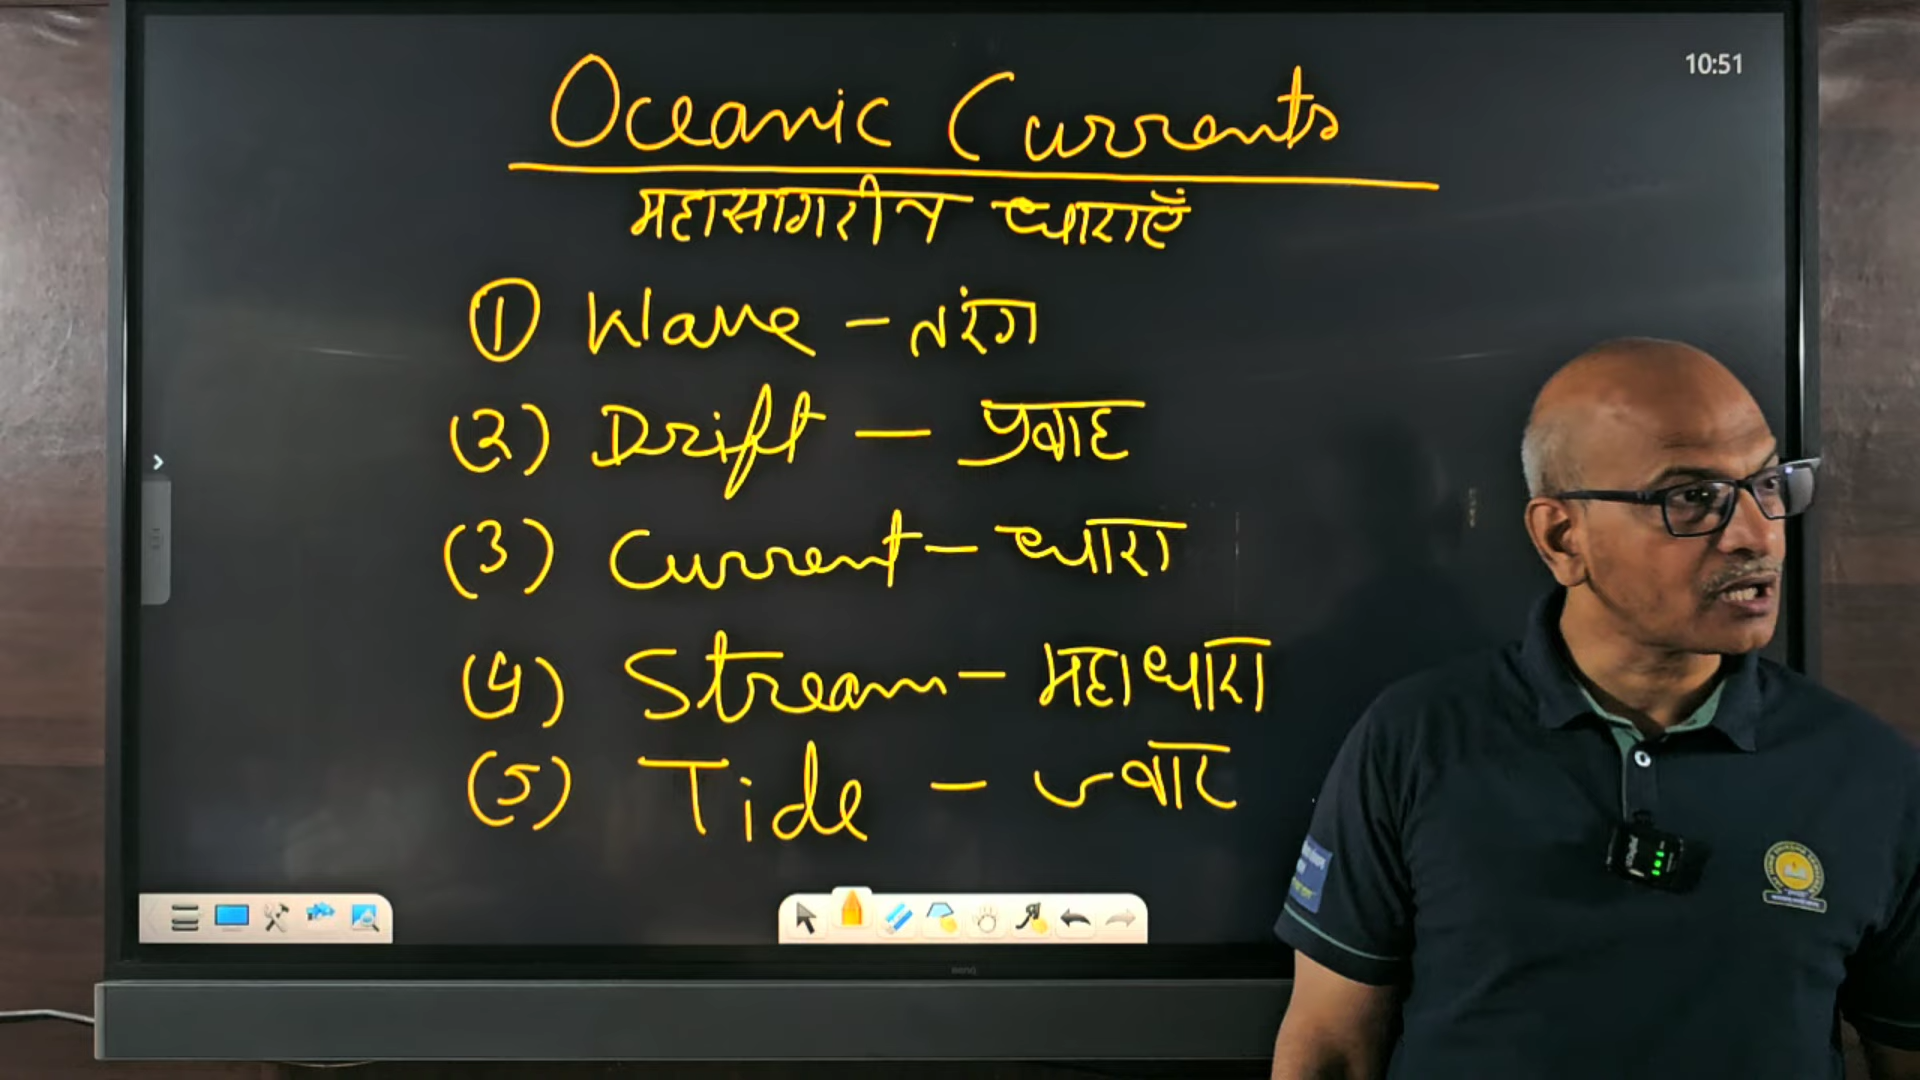 10:51
Oceanic Currents
महासागरीय धाराएँ
① Wave - तरंग
(2) Drift - प्रवाह
(3) Current - धारा
(4) Stream - महाधारा
(5) Tide - ज्वार
BenQ